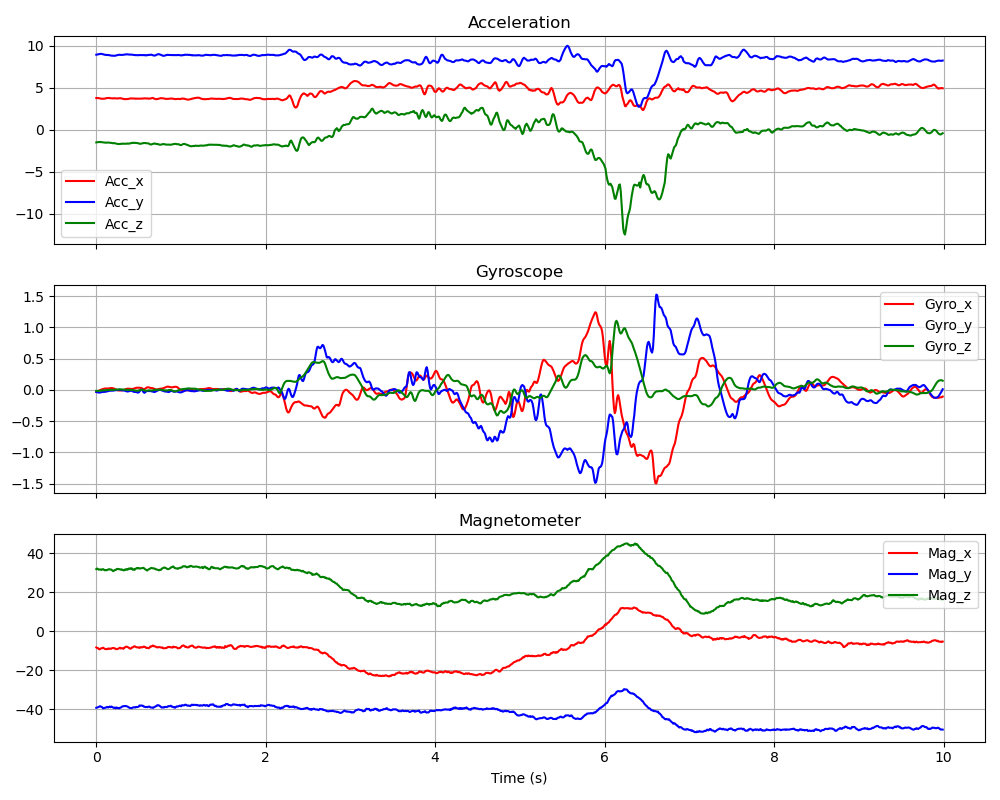 Acceleration
10
5
0
−5
−10
Acc_x
Acc_y
Acc_z
Gyroscope
1.5
1.0
0.5
0.0
−0.5
−1.0
−1.5
Gyro_x
Gyro_y
Gyro_z
Magnetometer
40
20
0
−20
−40
Mag_x
Mag_y
Mag_z
0 2 4 6 8 10
Time (s)